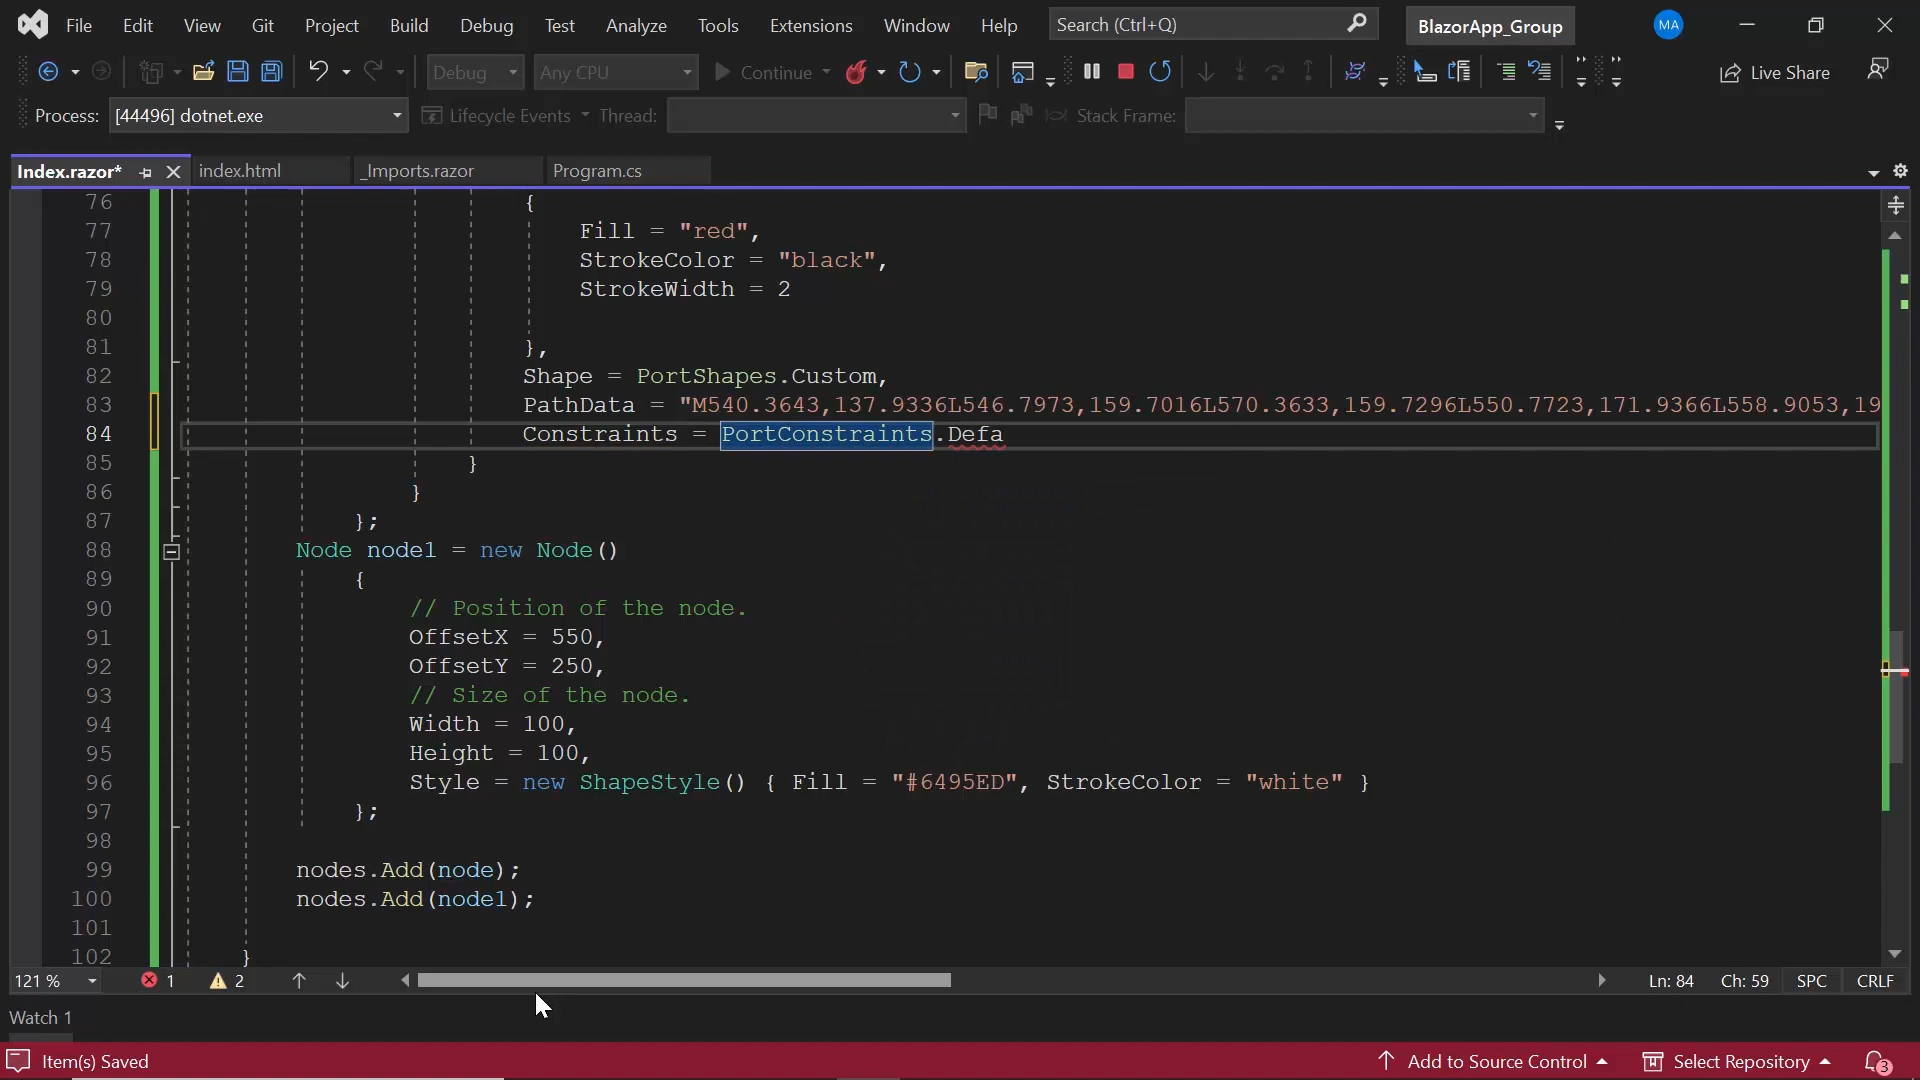 File Edit View Git Project Build Debug Test Analyze Tools Extensions Window Help Search (Ctrl+Q) BlazorApp_Group MA
Debug Any CPU Continue Live Share
Process: [44496] dotnet.exe Lifecycle Events Thread: Stack Frame:
Index.razor* index.html _Imports.razor Program.cs
76 {
77 Fill = "red",
78 StrokeColor = "black",
79 StrokeWidth = 2
80
81 },
82 Shape = PortShapes.Custom,
83 PathData = "M540.3643,137.9336L546.7973,159.7016L570.3633,159.7296L550.7723,171.9366L558.9053,19
84 Constraints = PortConstraints.Defa
85 }
86 }
87 };
88 Node node1 = new Node()
89 {
90 // Position of the node.
91 OffsetX = 550,
92 OffsetY = 250,
93 // Size of the node.
94 Width = 100,
95 Height = 100,
96 Style = new ShapeStyle() { Fill = "#6495ED", StrokeColor = "white" }
97 };
98
99 nodes.Add(node);
100 nodes.Add(node1);
101
102 }
121 % 1 2 Ln: 84 Ch: 59 SPC CRLF
Watch 1
Item(s) Saved Add to Source Control Select Repository 3